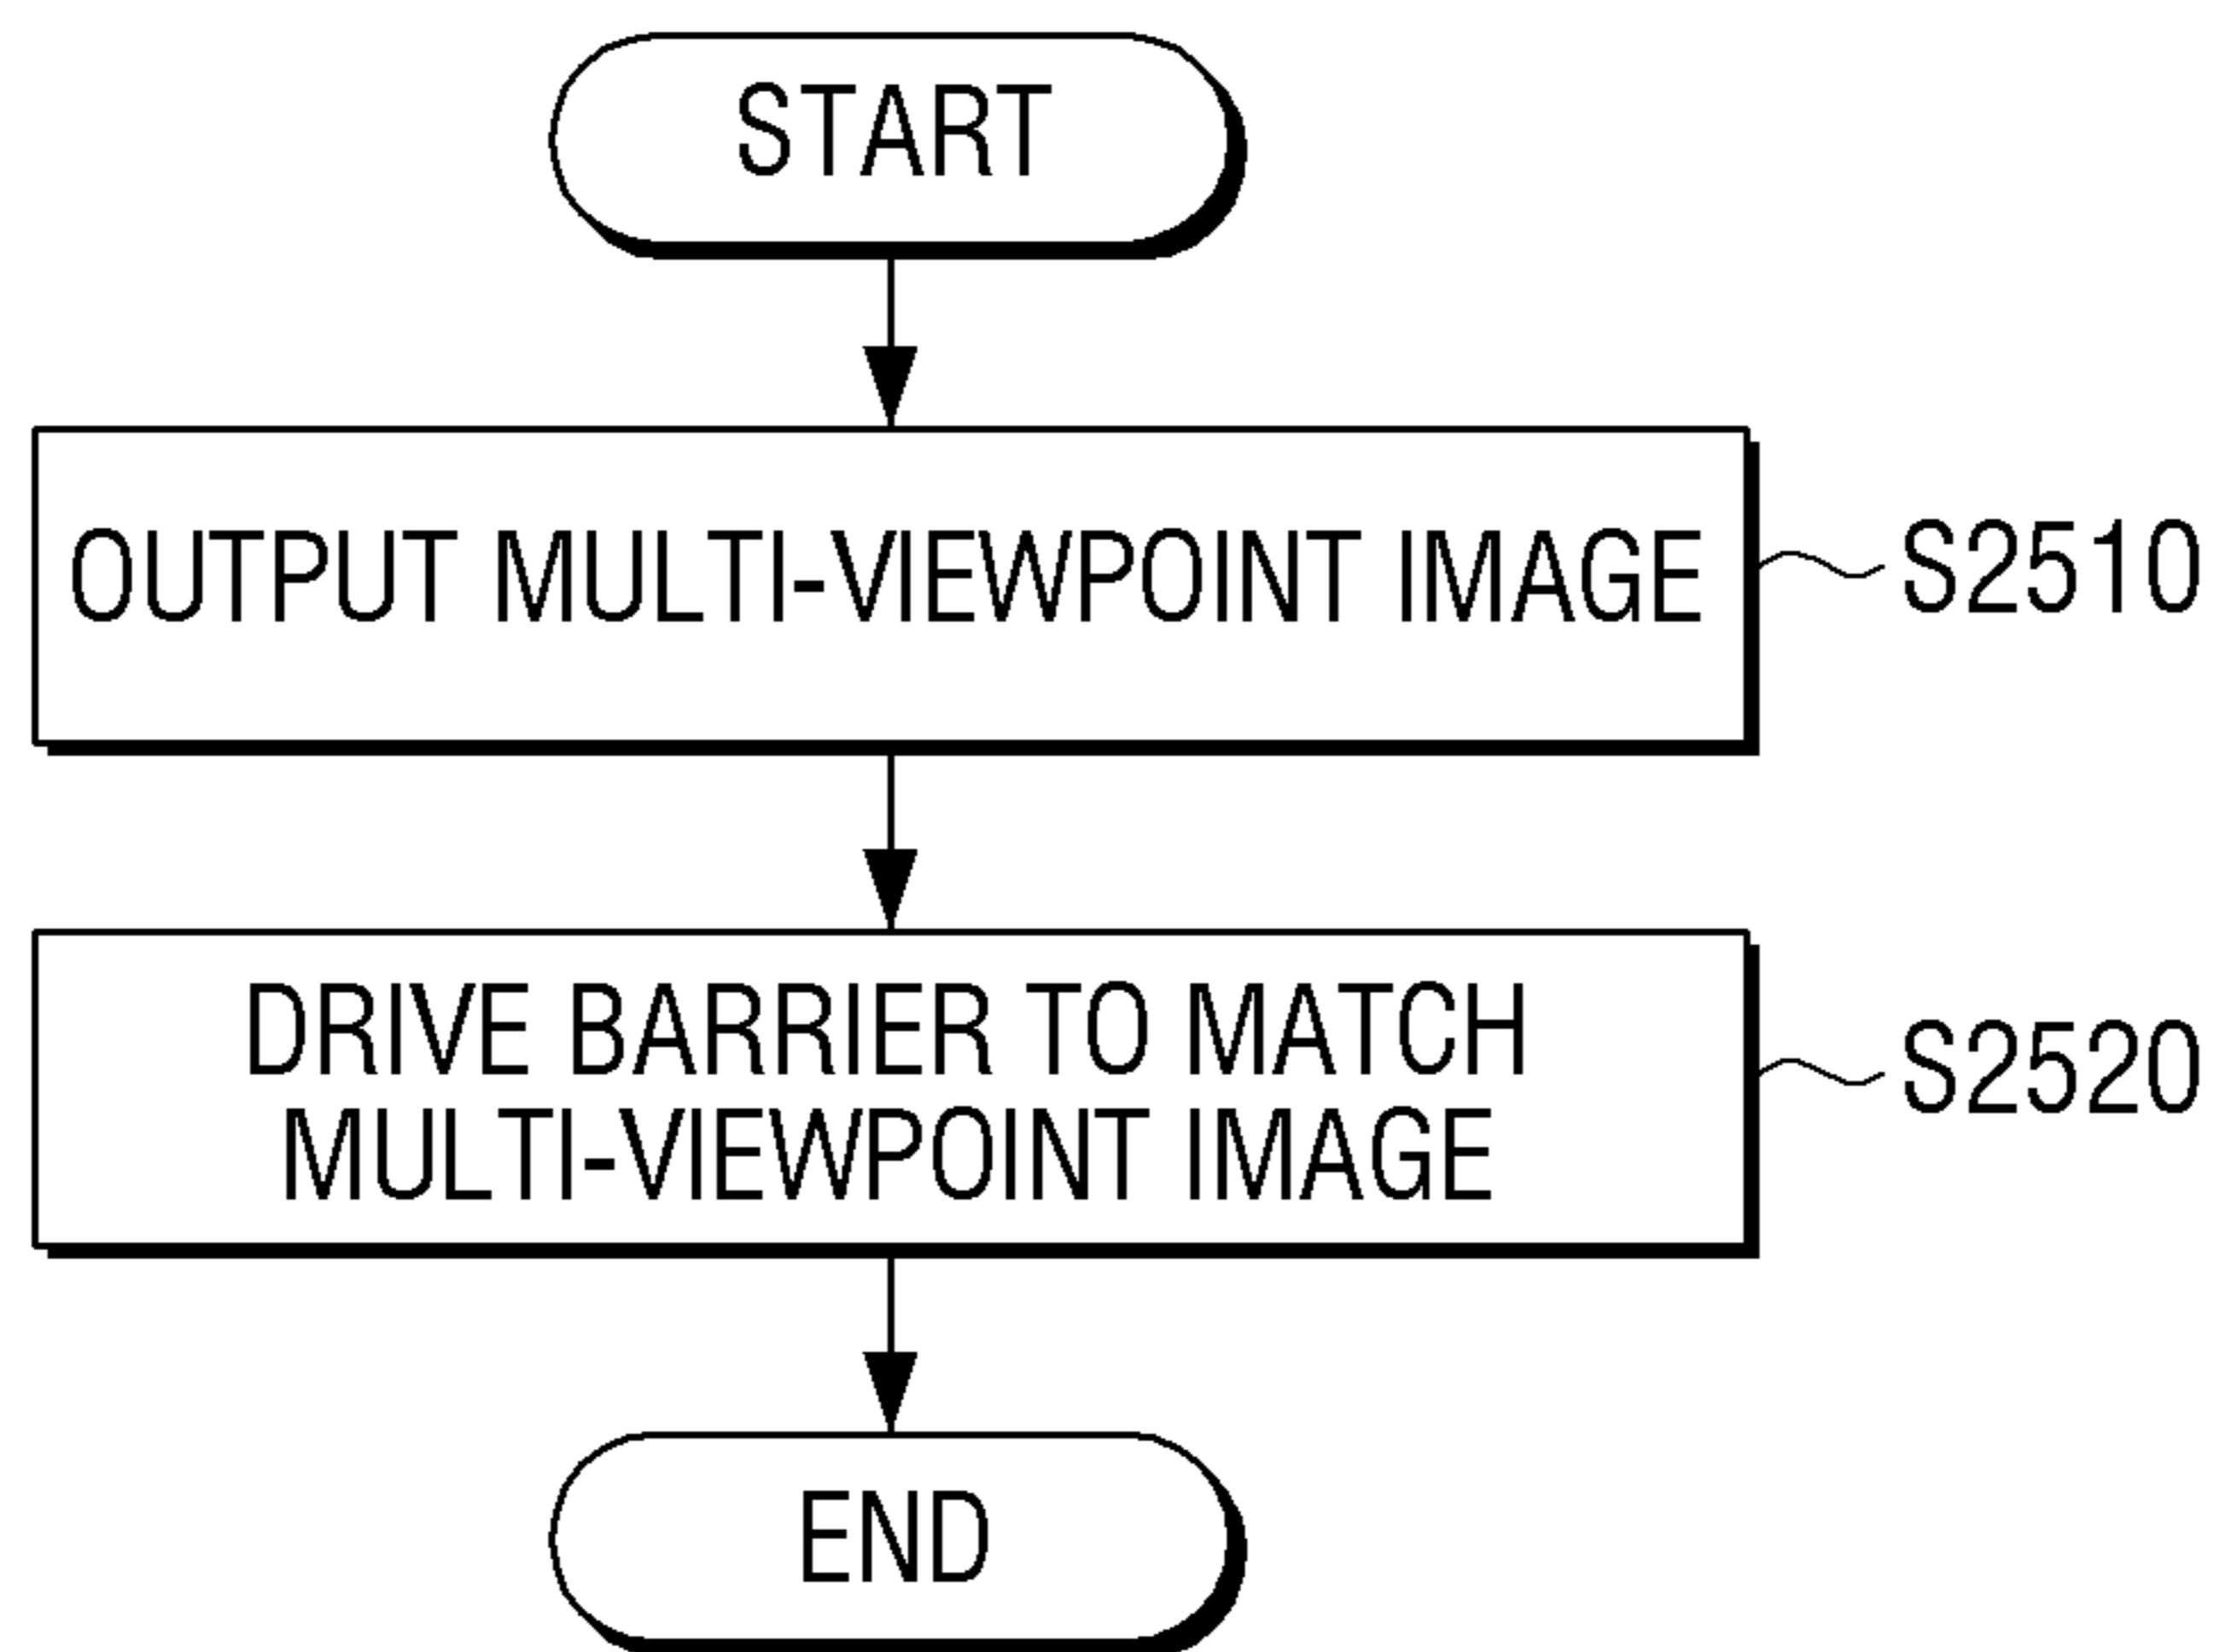 START
OUTPUT MULTI-VIEWPOINT IMAGE
S2510
DRIVE BARRIER TO MATCH
MULTI-VIEWPOINT IMAGE
S2520
END